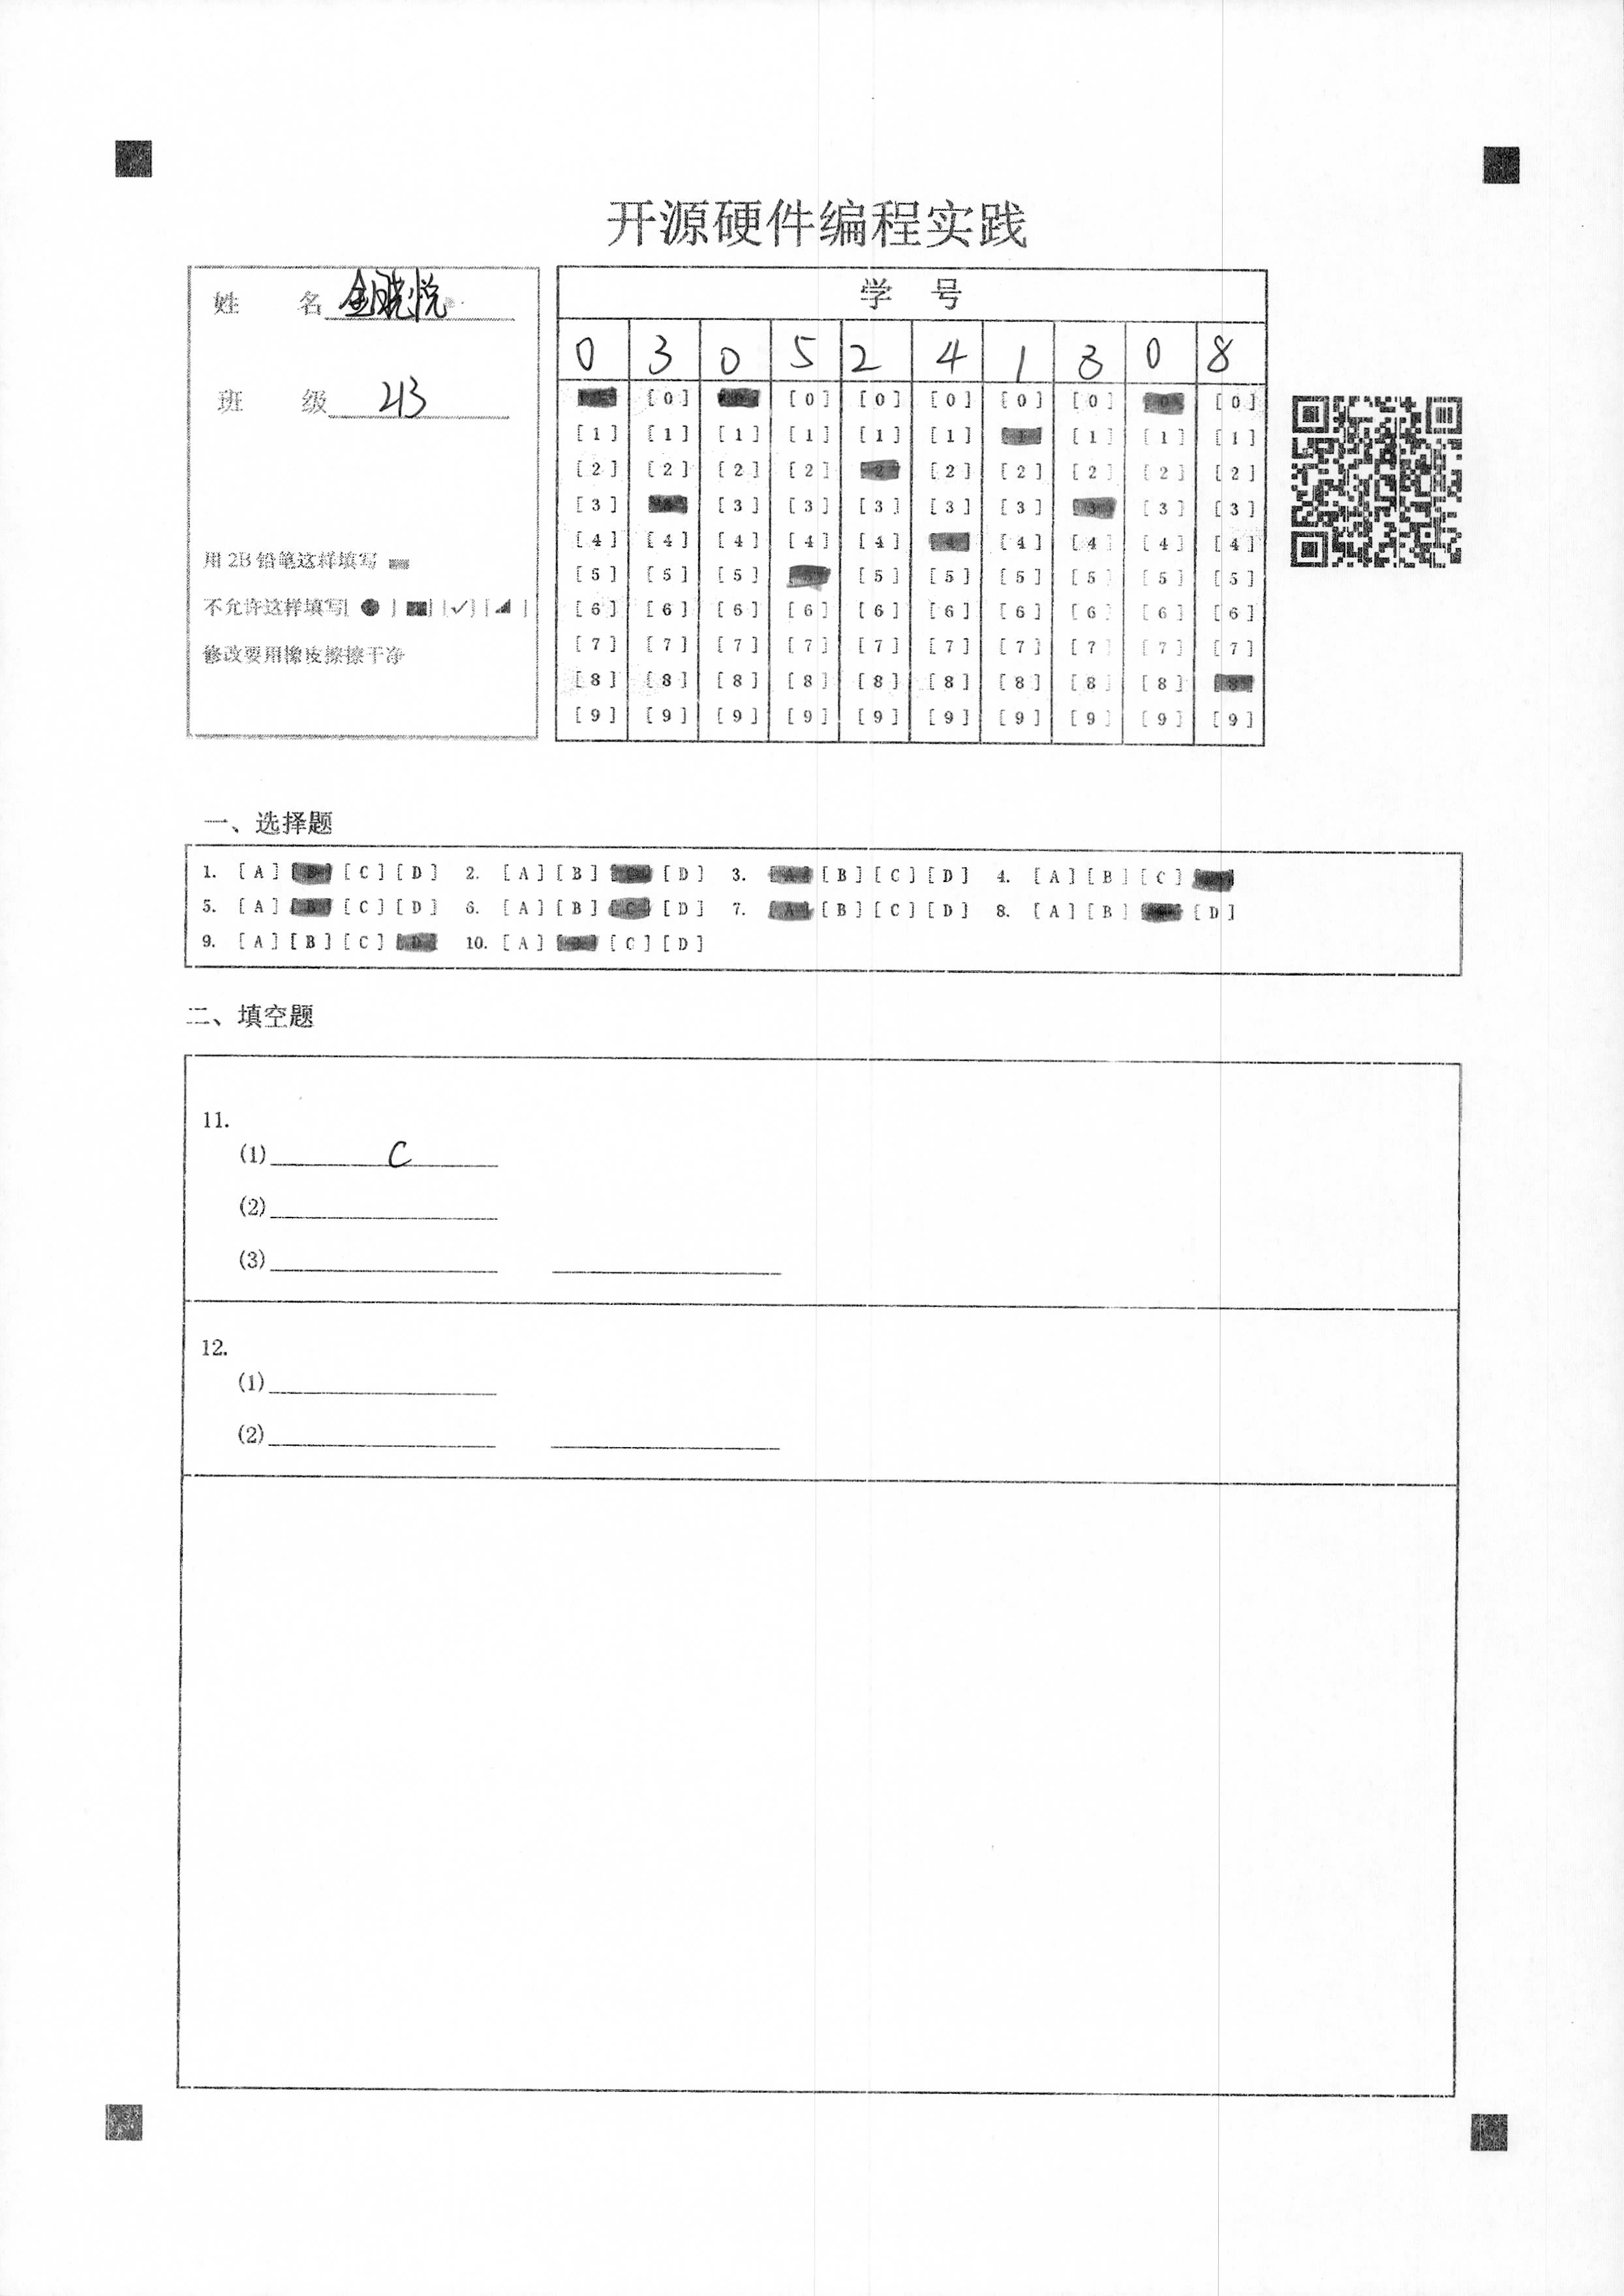 开源硬件编程实践
姓 名 金晓悦
班 级 213
用 2B 铅笔这样填写
不允许这样填写[ ● ] [■] [✓] [◢ ]
修改要用橡皮擦擦干净
学 号
0 3 0 5 2 4 1 3 0 8
[0] [0] [0] [0] [0] [0] [0]
[1] [1] [1] [1] [1] [1] [1] [1] [1] [1]
[2] [2] [2] [2] [2] [2] [2] [2] [2] [2]
[3] [3] [3] [3] [3] [3] [3] [3] [3]
[4] [4] [4] [4] [4] [4] [4] [4] [4] [4]
[5] [5] [5] [5] [5] [5] [5] [5] [5]
[6] [6] [6] [6] [6] [6] [6] [6] [6] [6]
[7] [7] [7] [7] [7] [7] [7] [7] [7] [7]
[8] [8] [8] [8] [8] [8] [8] [8] [8] [8]
[9] [9] [9] [9] [9] [9] [9] [9] [9] [9]
一、选择题
1. [A] [B] [C] [D] 2. [A] [B] [C] [D] 3. [A] [B] [C] [D] 4. [A] [B] [C] [D]
5. [A] [B] [C] [D] 6. [A] [B] [C] [D] 7. [A] [B] [C] [D] 8. [A] [B] [C] [D]
9. [A] [B] [C] [D] 10. [A] [B] [C] [D]
二、填空题
11.
(1) C
(2)
(3)
12.
(1)
(2)